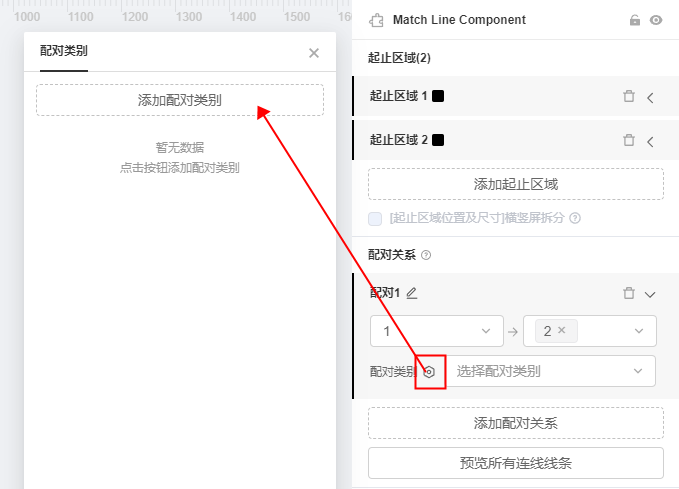 1000 1100 1200 1300 1400 1500
配对类别
添加配对类别
暂无数据
点击按钮添加配对类别
Match Line Component
起止区域(2)
起止区域 1
起止区域 2
添加起止区域
[起止区域位置及尺寸]横竖屏拆分
配对关系
配对1
1 → 2 ×
配对类别 选择配对类别
添加配对关系
预览所有连线线条